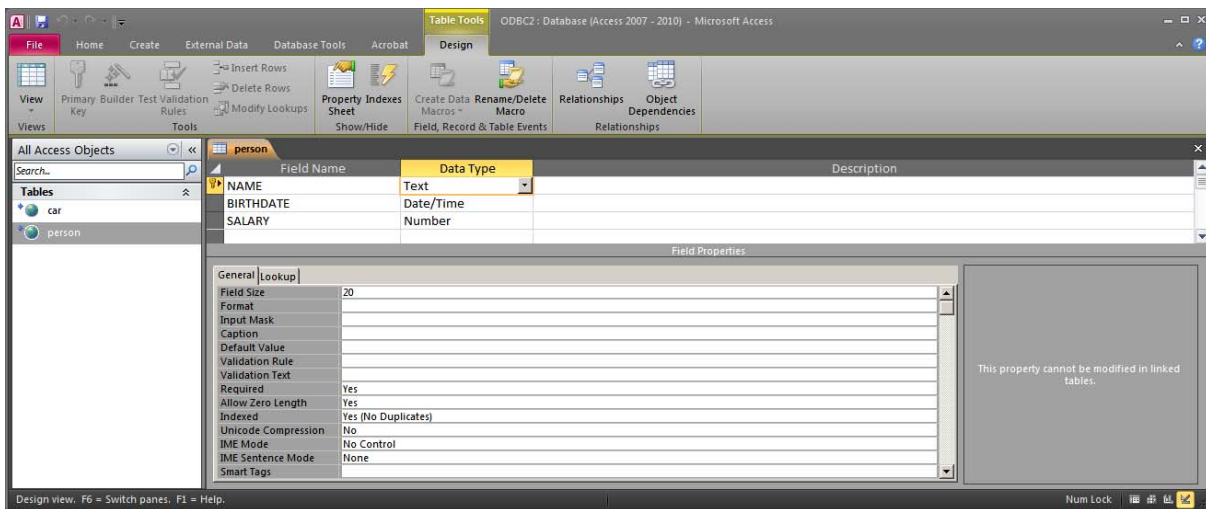 A
Table Tools
ODBC2 : Database (Access 2007 - 2010) - Microsoft Access
File Home Create External Data Database Tools Acrobat Design
View
Views
Primary Key
Builder
Test Validation Rules
Insert Rows
Delete Rows
Modify Lookups
Tools
Property Sheet
Indexes
Show/Hide
Create Data Macros
Rename/Delete Macro
Field, Record & Table Events
Relationships
Object Dependencies
Relationships
All Access Objects
Search...
Tables
car
person
person
Field Name Data Type Description
NAME Text
BIRTHDATE Date/Time
SALARY Number
Field Properties
General Lookup
Field Size 20
Format
Input Mask
Caption
Default Value
Validation Rule
Validation Text
Required Yes
Allow Zero Length Yes
Indexed Yes (No Duplicates)
Unicode Compression No
IME Mode No Control
IME Sentence Mode None
Smart Tags
This property cannot be modified in linked
tables.
Design view. F6 = Switch panes. F1 = Help.
Num Lock